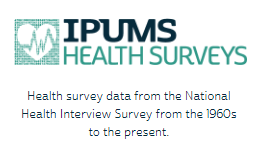 IPUMS
HEALTH SURVEYS
Health survey data from the National
Health Interview Survey from the 1960s
to the present.